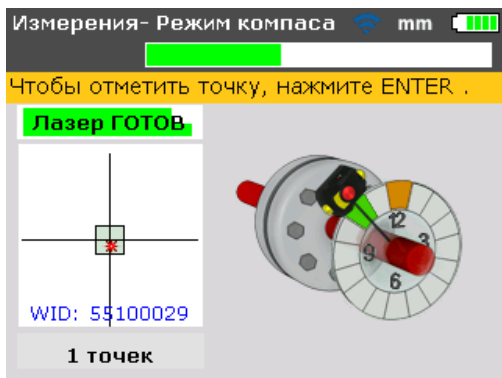 Измерения- Режим компаса mm
Чтобы отметить точку, нажмите ENTER .
Лазер ГОТОВ
12
3
9
6
WID: 55100029
1 точек